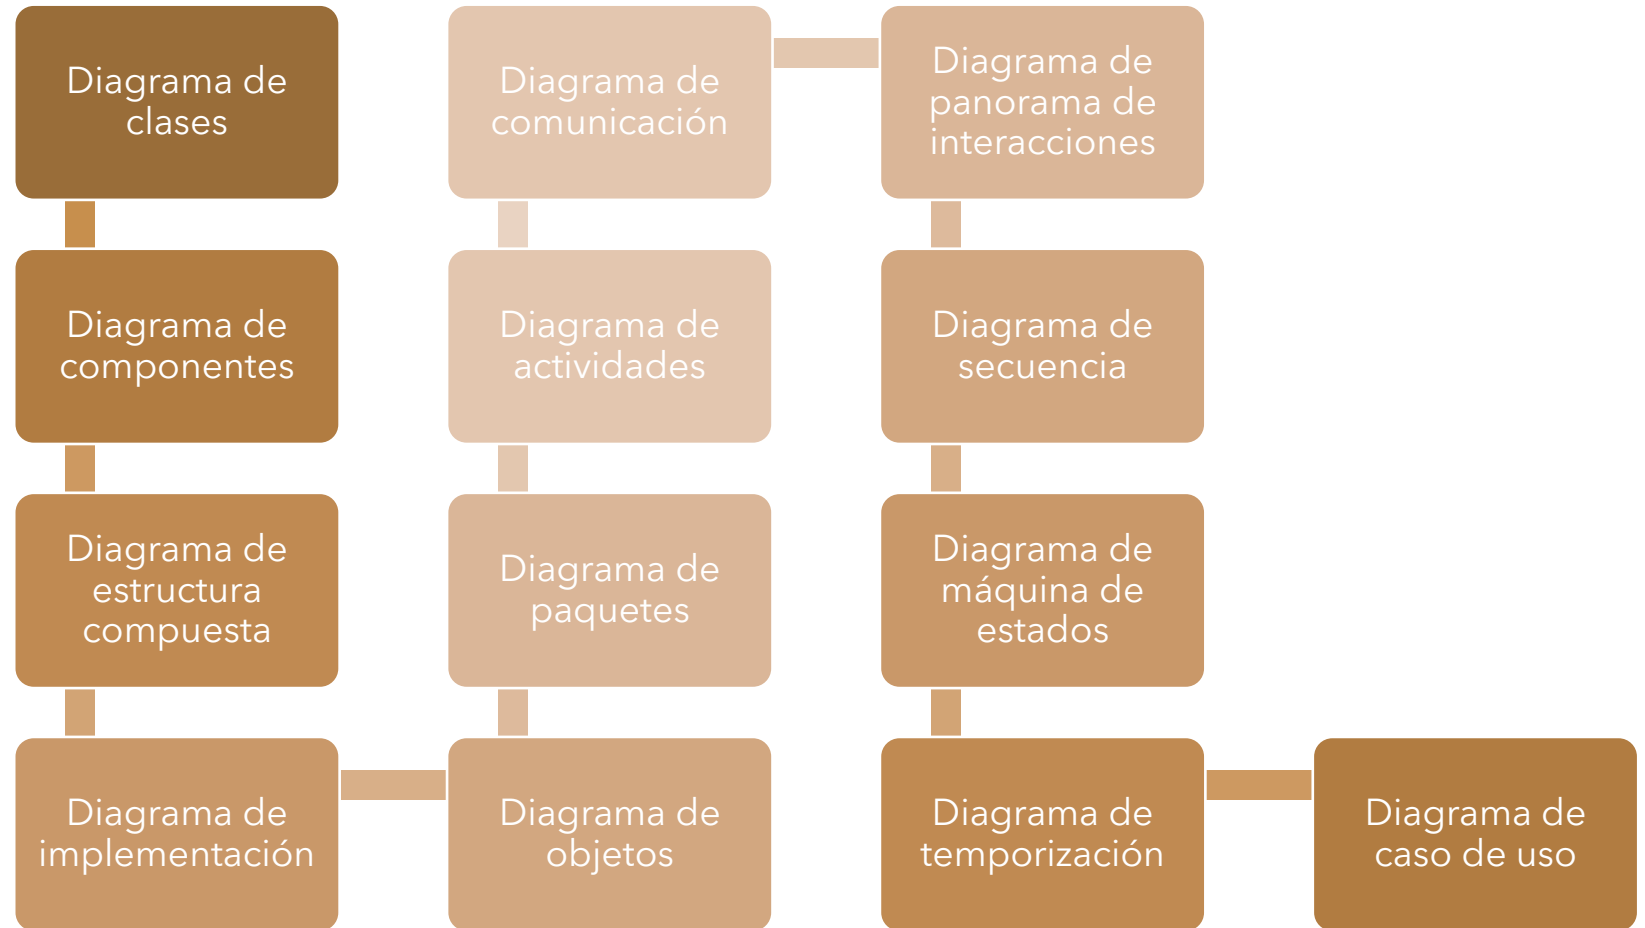 Diagrama de
clases
Diagrama de
componentes
Diagrama de
estructura
compuesta
Diagrama de
implementación
Diagrama de
objetos
Diagrama de
paquetes
Diagrama de
actividades
Diagrama de
comunicación
Diagrama de
panorama de
interacciones
Diagrama de
secuencia
Diagrama de
máquina de
estados
Diagrama de
temporización
Diagrama de
caso de uso